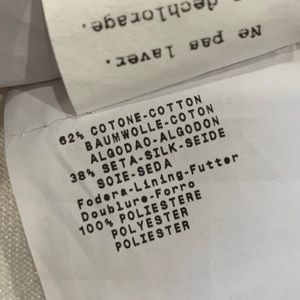 Ne pas laver.
dechlorage.
62% COTONE-COTTON
BAUMWOLLE-COTON
ALGODAO-ALGODON
38% SETA-SILK-SEIDE
SOIE-SEDA
Fodera-Lining-Futter
Doublure-Forro
100% POLIESTERE
POLYESTER
POLIESTER